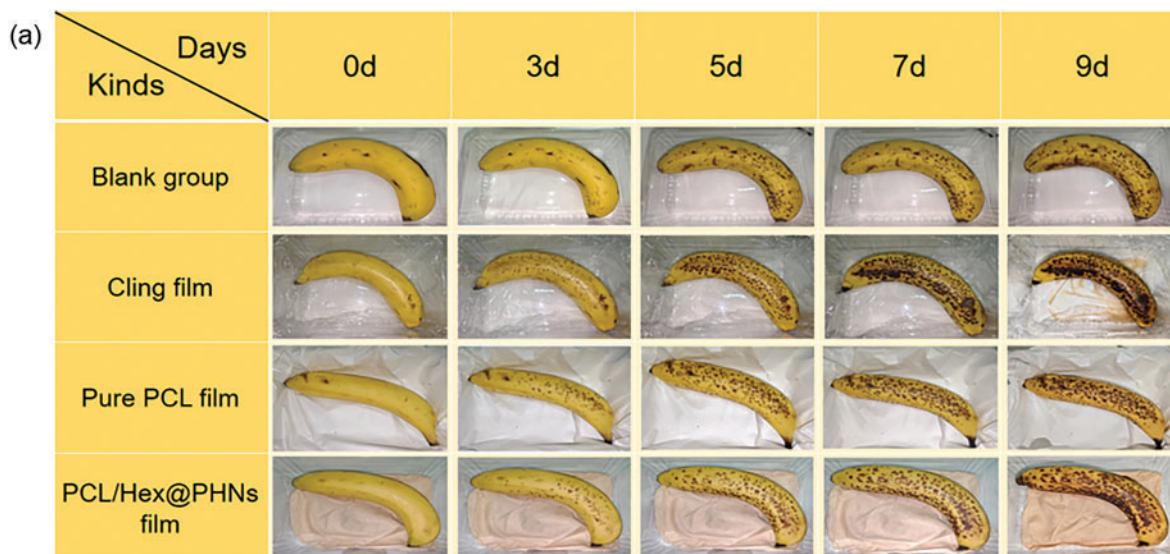 (a)
Days
Kinds
0d
3d
5d
7d
9d
Blank group
Cling film
Pure PCL film
PCL/Hex@PHNs
film